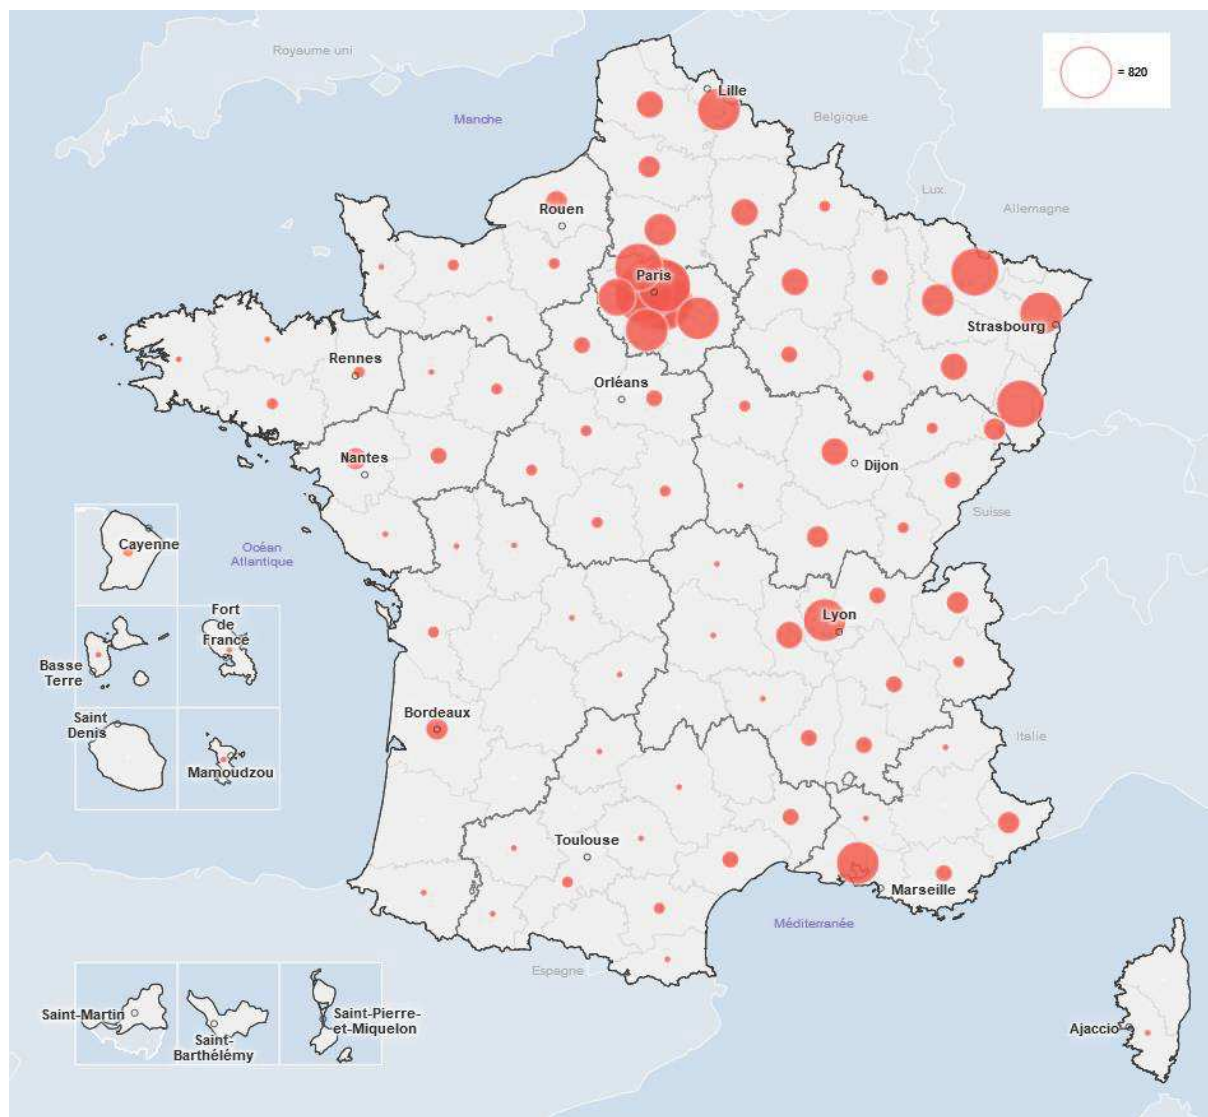 Royaume uni
= 820
Lille
Manche
Belgique
Lux.
Allemagne
Rouen
Paris
Strasbourg
Rennes
Orléans
Nantes
Dijon
Suisse
Cayenne
Océan
Atlantique
Fort
de
France
Lyon
Basse
Terre
Bordeaux
Saint
Denis
Italie
Mamoudzou
Toulouse
Marseille
Méditerranée
Espagne
Saint-Martin
Saint-
Barthélémy
Saint-Pierre-
et-Miquelon
Ajaccio